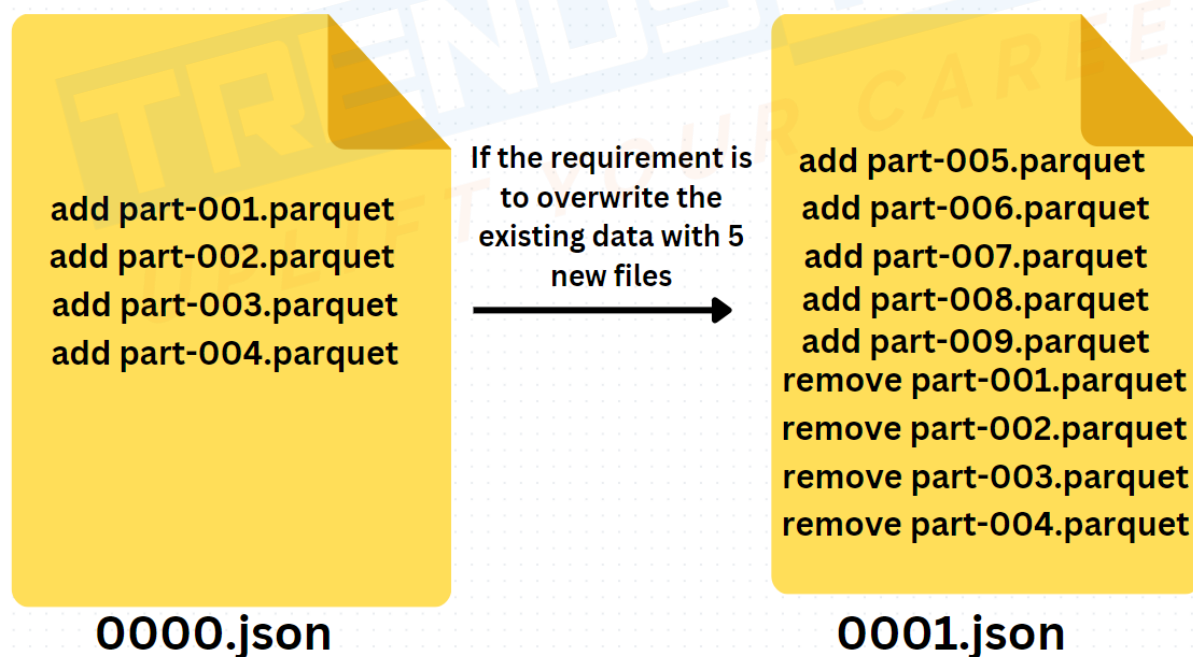 add part-001.parquet
add part-002.parquet
add part-003.parquet
add part-004.parquet
0000.json
If the requirement is
to overwrite the
existing data with 5
new files
add part-005.parquet
add part-006.parquet
add part-007.parquet
add part-008.parquet
add part-009.parquet
remove part-001.parquet
remove part-002.parquet
remove part-003.parquet
remove part-004.parquet
0001.json
UPLIFT YOUR CAREE